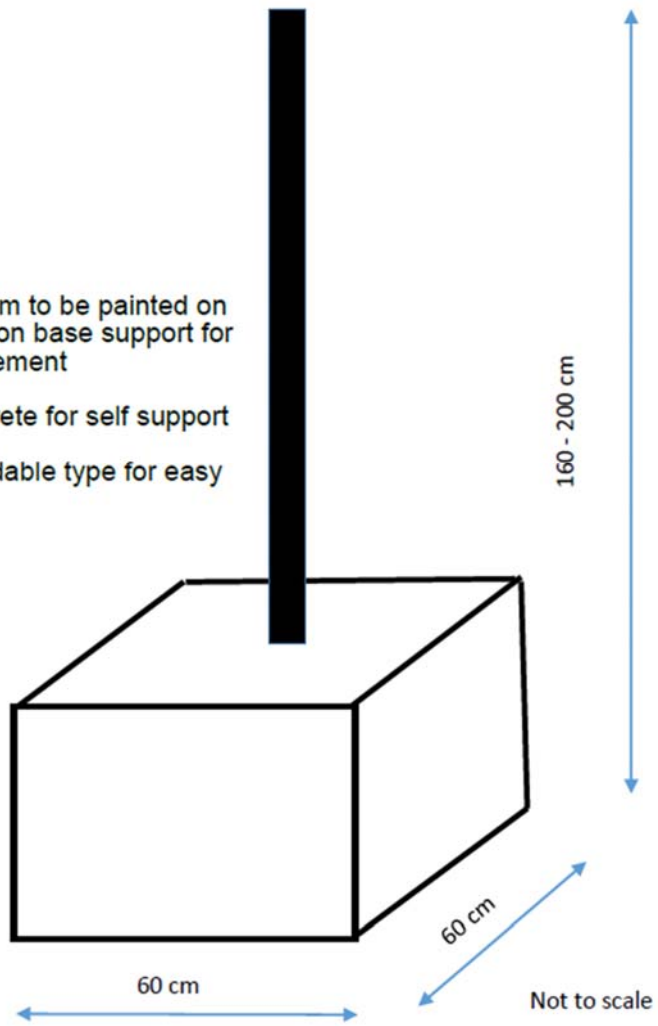 m to be painted on
on base support for
ement
ete for self support
dable type for easy
160 - 200 cm
60 cm
60 cm
Not to scale